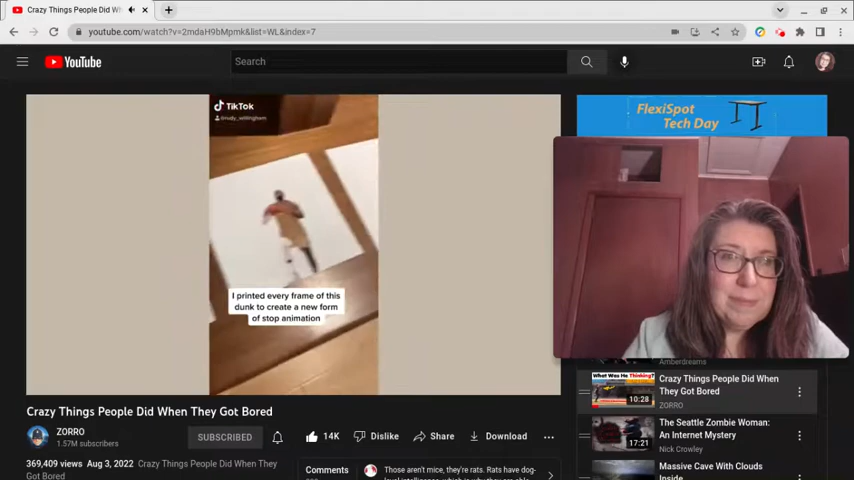 Crazy Things People Did W
youtube.com/watch?v=2mdaH9bMpmk&list=WL&index=7
YouTube
Search
TikTok
I printed every frame of this
dunk to create a new form
of stop animation
FlexiSpot
Tech Day
Amberdreams
What Was He Thinking?
10:28
Crazy Things People Did When
They Got Bored
ZORRO
17:21
The Seattle Zombie Woman:
An Internet Mystery
Nick Crowley
Massive Cave With Clouds
Inside
Crazy Things People Did When They Got Bored
ZORRO
1.57M subscribers
SUBSCRIBED
14K
Dislike
Share
Download
369,409 views Aug 3, 2022 Crazy Things People Did When They
Got Bored
Comments
Those aren't mice, they're rats. Rats have dog-